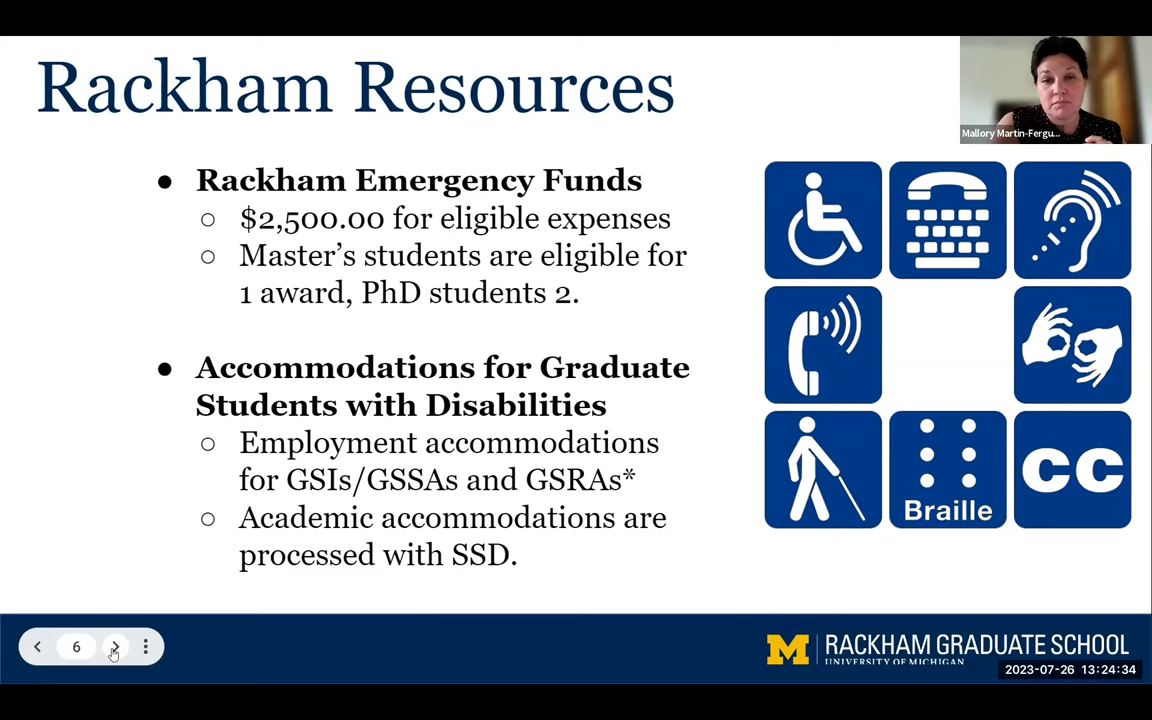 Rackham Resources
Mallory Martin-Fergu...
● Rackham Emergency Funds
○ $2,500.00 for eligible expenses
○ Master’s students are eligible for
1 award, PhD students 2.
● Accommodations for Graduate
Students with Disabilities
○ Employment accommodations
for GSIs/GSSAs and GSRAs*
○ Academic accommodations are
processed with SSD.
Braille
CC
6
M RACKHAM GRADUATE SCHOOL
UNIVERSITY OF MICHIGAN
2023-07-26 13:24:34